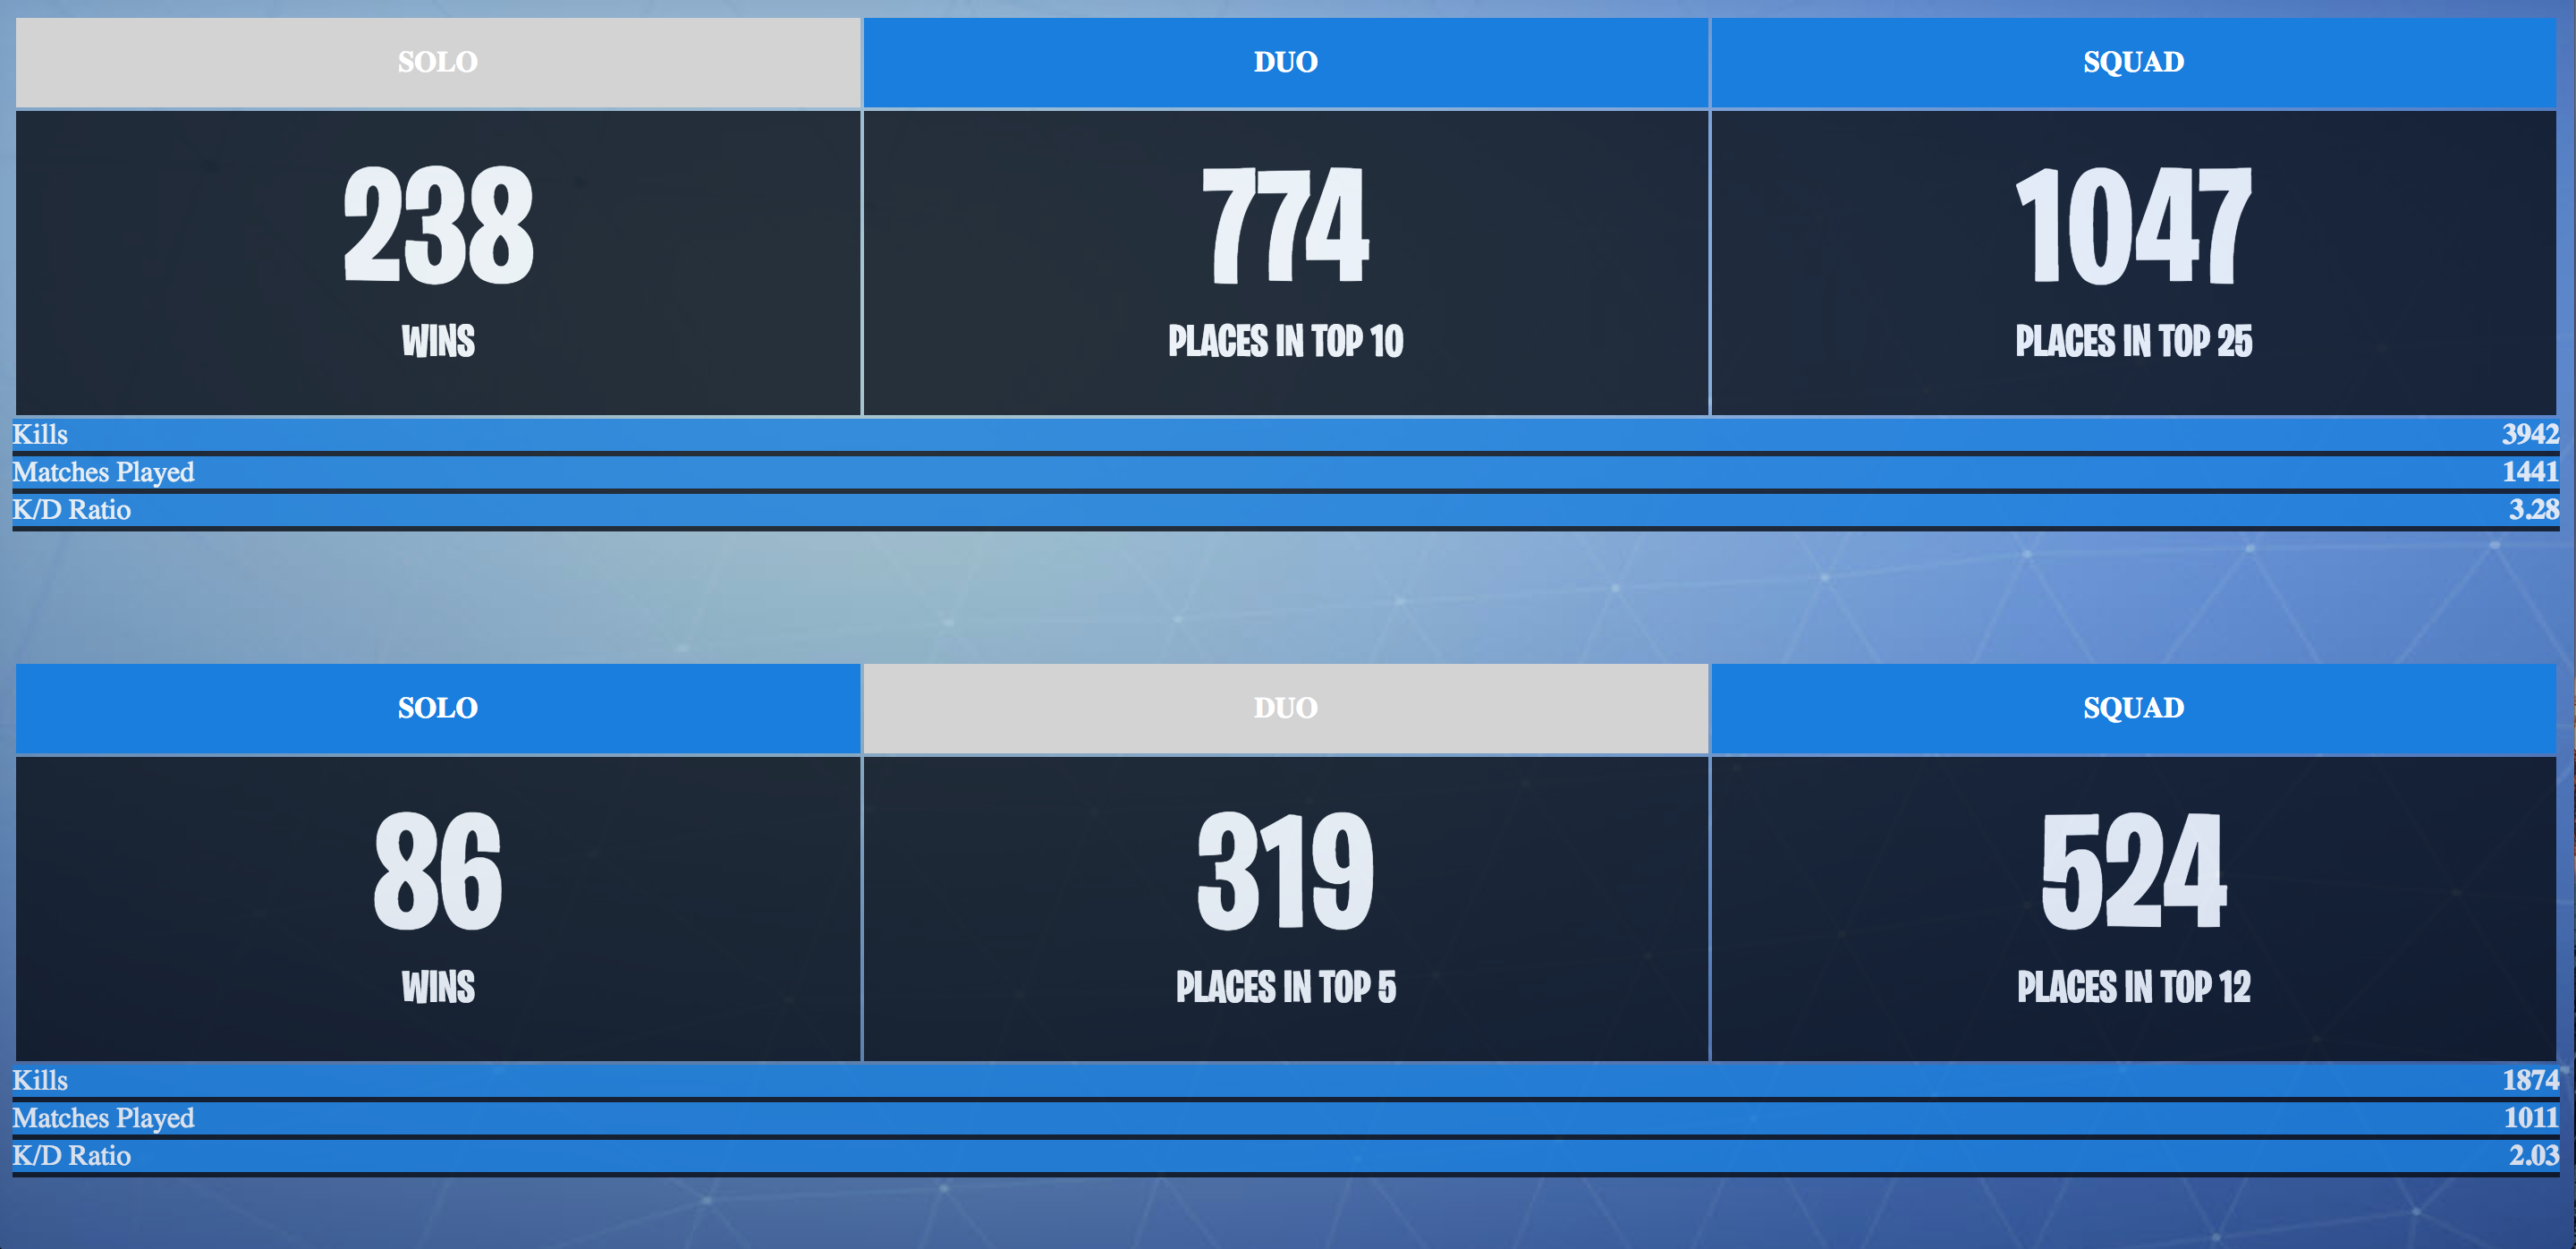 SOLO DUO SQUAD
238 774 1047
WINS PLACES IN TOP 10 PLACES IN TOP 25
Kills 3942
Matches Played 1441
K/D Ratio 3.28
SOLO DUO SQUAD
86 319 524
WINS PLACES IN TOP 5 PLACES IN TOP 12
Kills 1874
Matches Played 1011
K/D Ratio 2.03